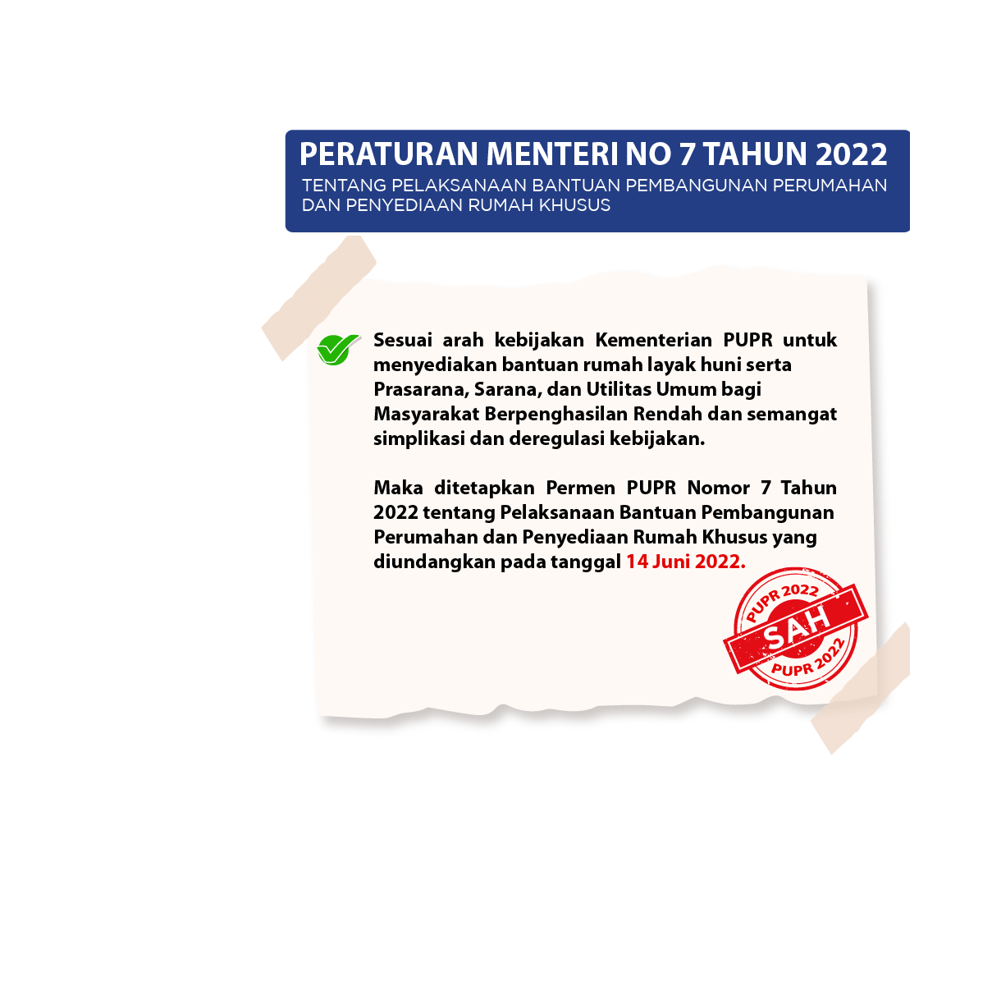 PERATURAN MENTERI NO 7 TAHUN 2022
TENTANG PELAKSANAAN BANTUAN PEMBANGUNAN PERUMAHAN
DAN PENYEDIAAN RUMAH KHUSUS
Sesuai arah kebijakan Kementerian PUPR untuk
menyediakan bantuan rumah layak huni serta
Prasarana, Sarana, dan Utilitas Umum bagi
Masyarakat Berpenghasilan Rendah dan semangat
simplikasi dan deregulasi kebijakan.
Maka ditetapkan Permen PUPR Nomor 7 Tahun
2022 tentang Pelaksanaan Bantuan Pembangunan
Perumahan dan Penyediaan Rumah Khusus yang
diundangkan pada tanggal 14 Juni 2022.
PUPR 2022
SAH
PUPR 2022